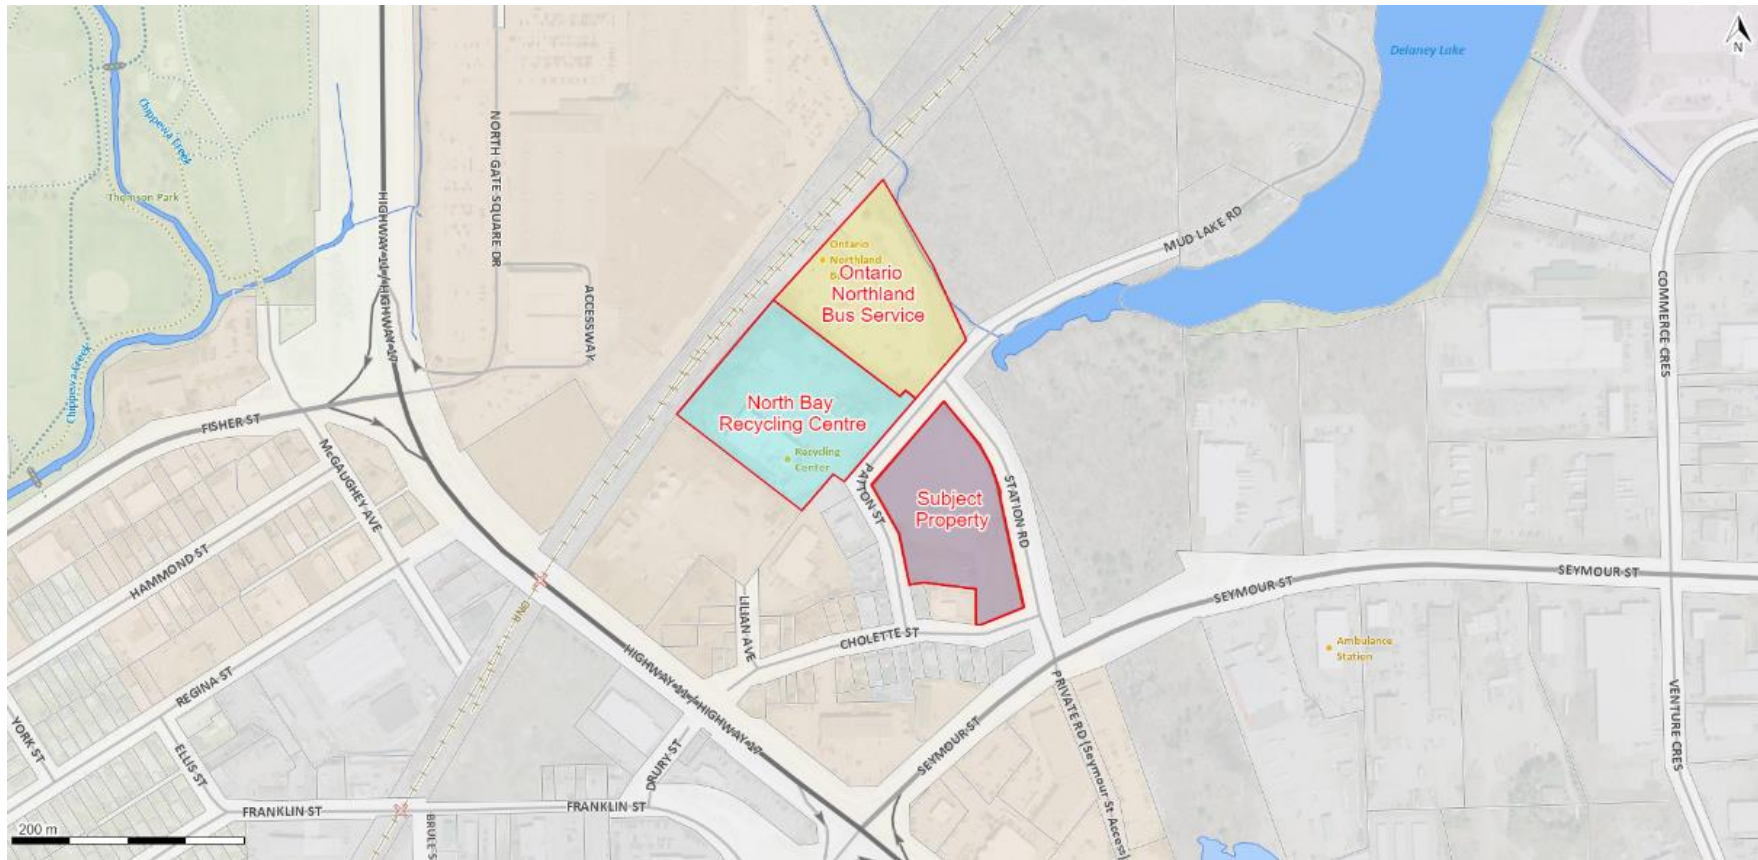 Delaney Lake
N
Chippewa Creek
Thomson Park
NORTH GATE SQUARE DR
HIGHWAY 11 / HIGHWAY 17
ACCESSWAY
MUD LAKE RD
Ontario
Northland
Ontario
Northland
Bus Service
COMMERCE CRES
Chippewa Creek
FISHER ST
McGAUGHEY AVE
North Bay
Recycling Centre
Recycling
Center
PATTON ST
Subject
Property
STATION RD
HAMMOND ST
SEYMOUR ST
SEYMOUR ST
ONR
LILIAN AVE
CHOLETTE ST
Ambulance
Station
REGINA ST
HIGHWAY 11 / HIGHWAY 17
PRIVATE RD (Seymour St Access)
VENTURE CRES
YORK ST
ELLIS ST
DRURY ST
SEYMOUR ST
FRANKLIN ST
FRANKLIN ST
BRULE S
200 m